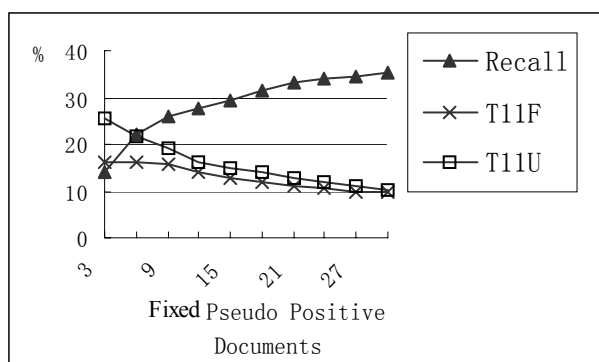 %
40
30
20
10
0
3
9
15
21
27
Fixed Pseudo Positive
Documents
Recall
T11F
T11U